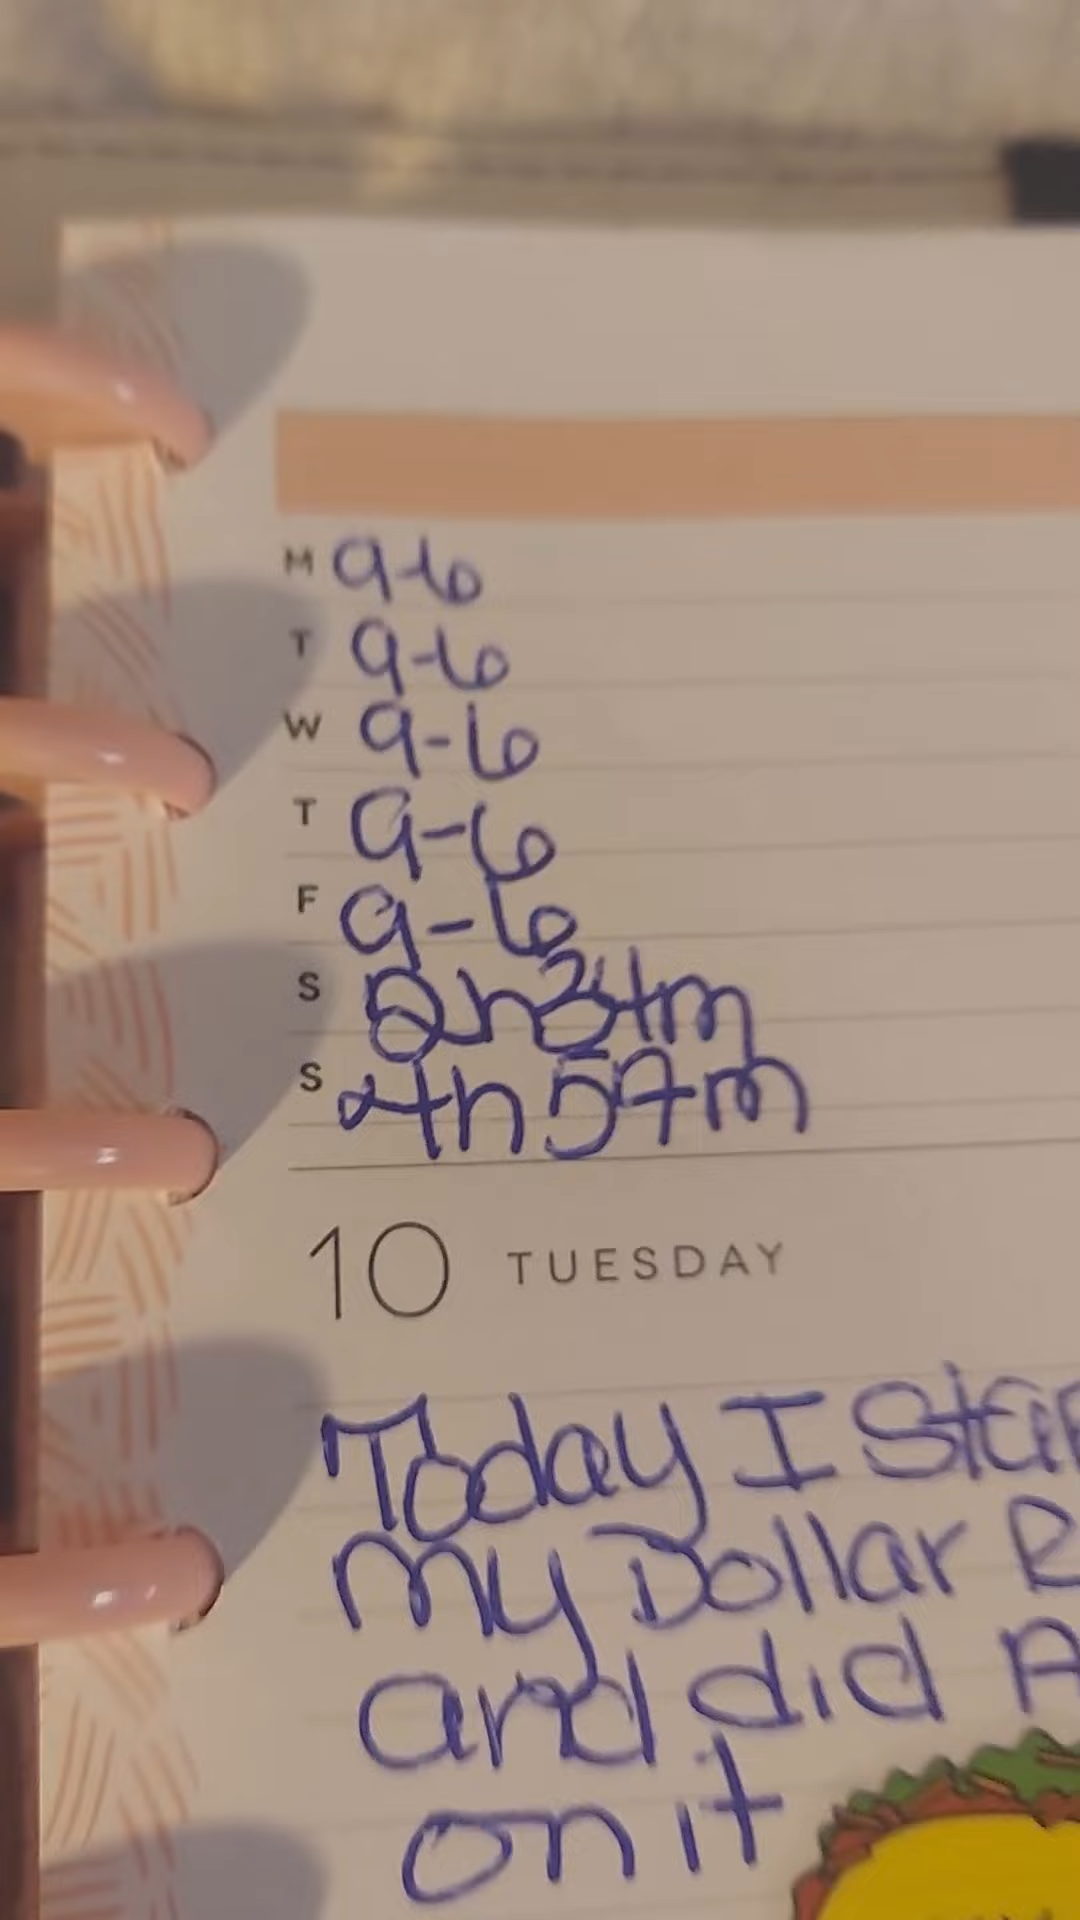 M 9-6
T 9-6
W 9-6
T 9-6
F 9-6
S
S 4h 57m
10 TUESDAY
Today I
my Dollar
and did
on it